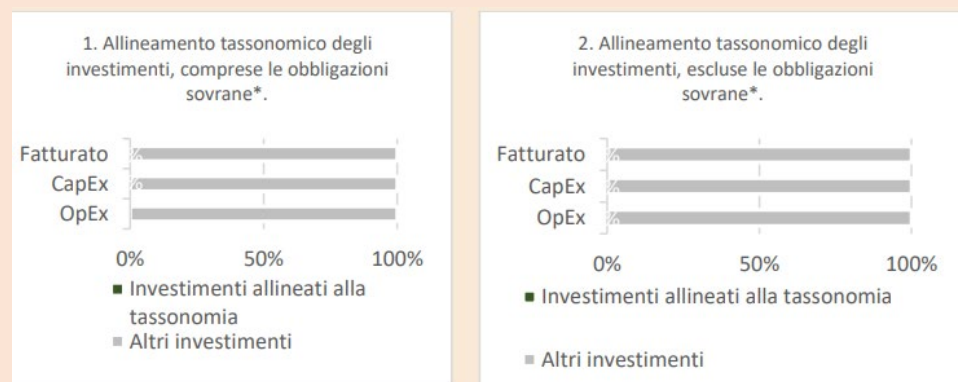 1. Allineamento tassonomico degli
investimenti, comprese le obbligazioni
sovrane*.
Fatturato
%
CapEx
%
OpEx
0%
50%
100%
Investimenti allineati alla
tassonomia
Altri investimenti
2. Allineamento tassonomico degli
investimenti, escluse le obbligazioni
sovrane*.
Fatturato
%
CapEx
%
OpEx
%
0%
50%
100%
Investimenti allineati alla tassonomia
Altri investimenti